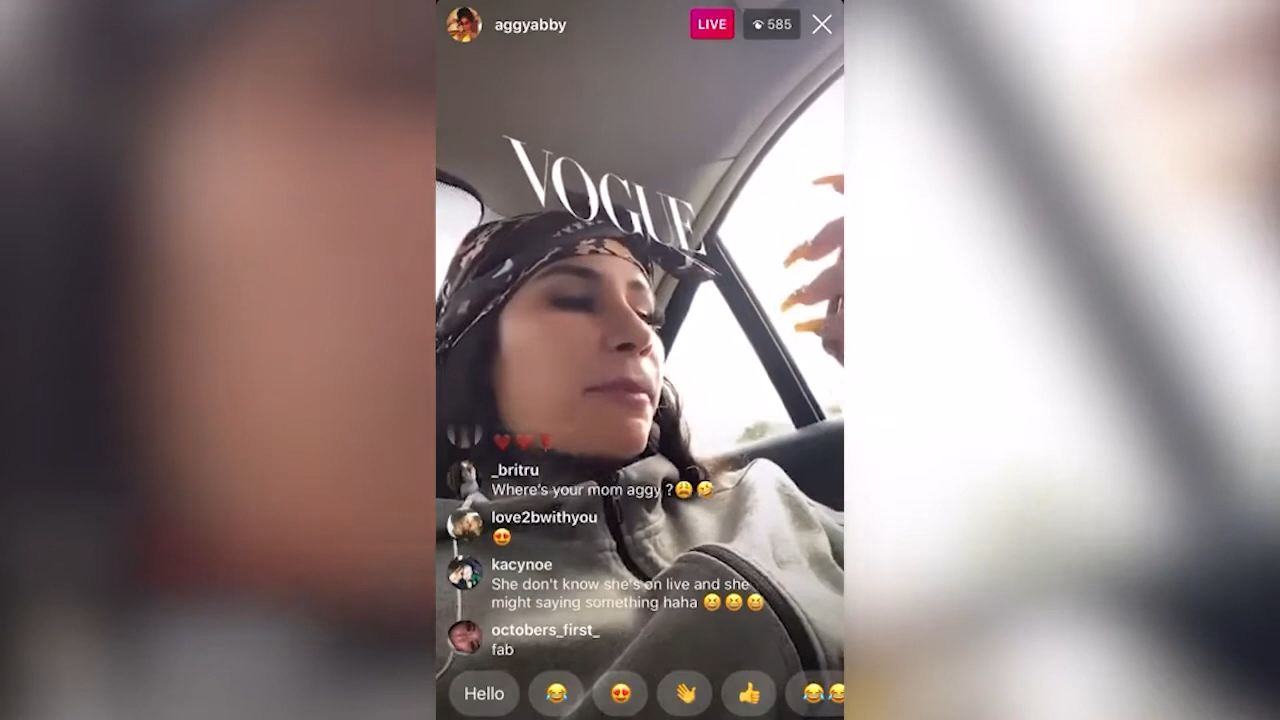 aggyabby
LIVE
585
VOGUE
_britru
Where's your mom aggy ?😩🤣
love2bwithyou
😍
kacynoe
She don't know she's on live and she
might saying something haha 😆😆😆
octobers_first_
fab
Hello